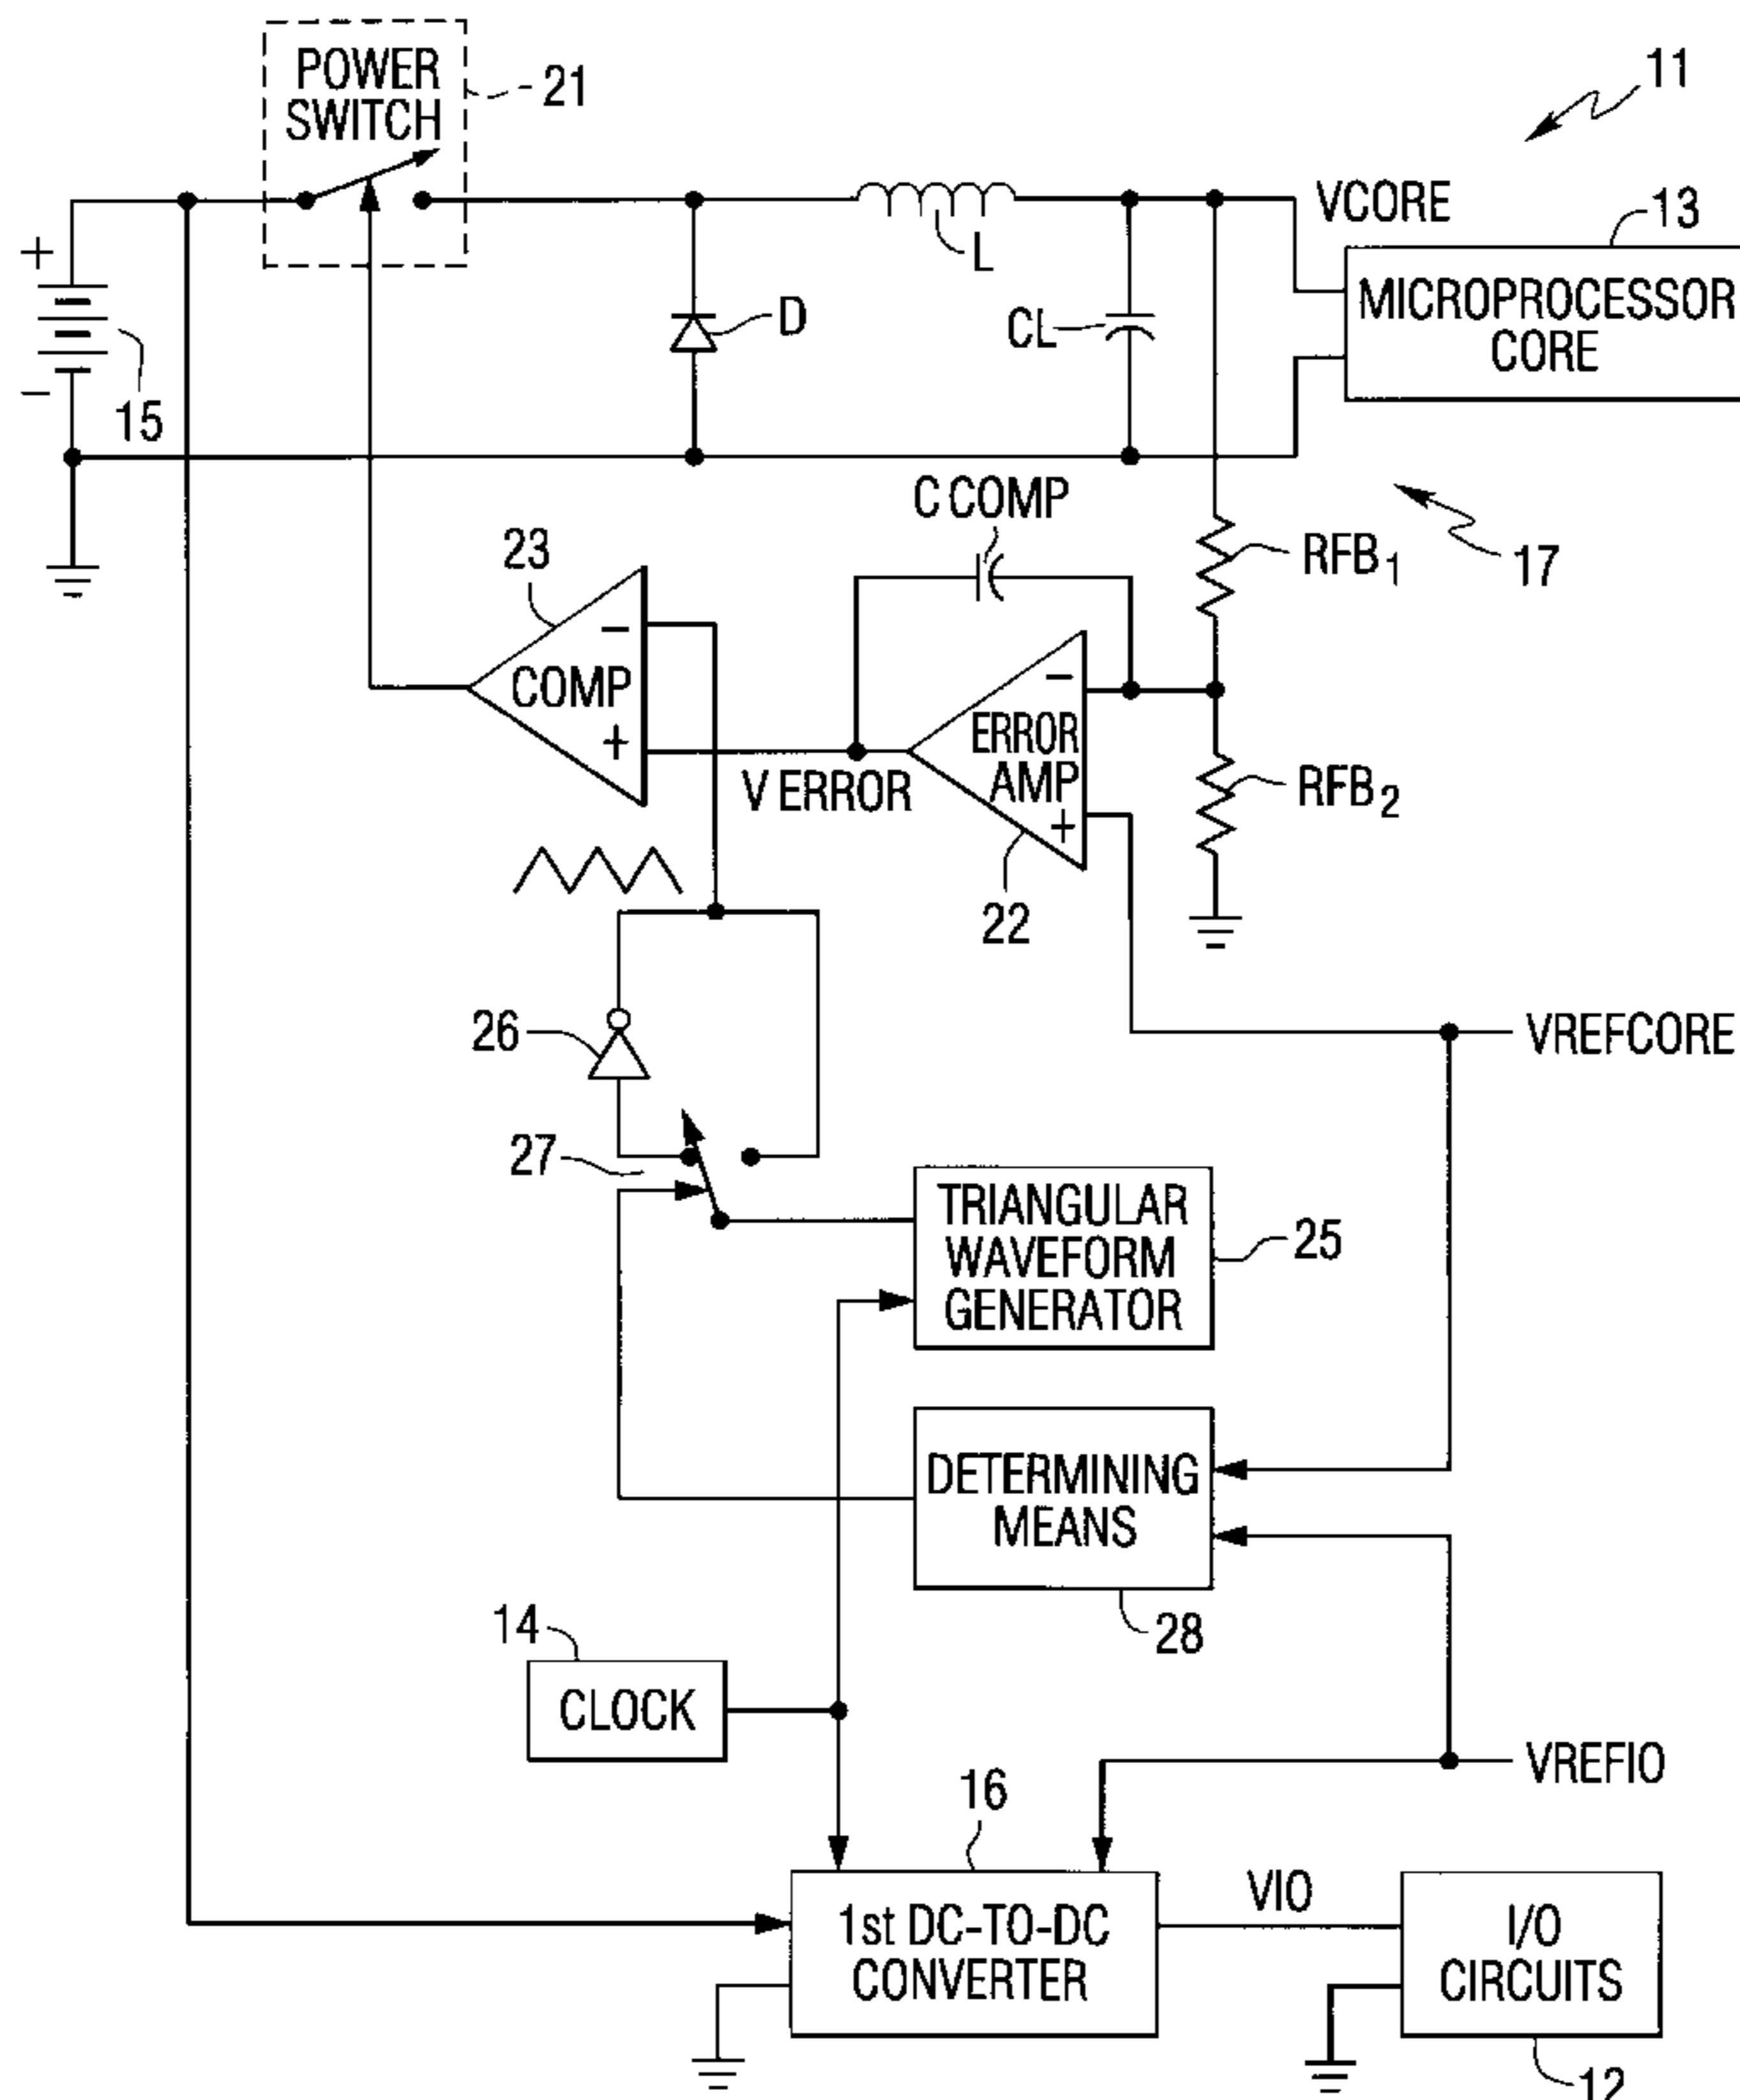 POWER
SWITCH
21
11
VCORE
13
+
L
MICROPROCESSOR
CORE
D
CL
−
15
C COMP
23
RFB1
17
−
COMP
−
ERROR
AMP
+
V ERROR
RFB2
+
22
26
VREFCORE
27
TRIANGULAR
WAVEFORM
GENERATOR
25
DETERMINING
MEANS
14
28
CLOCK
VREFIO
16
VIO
1st DC-TO-DC
CONVERTER
I/O
CIRCUITS
12